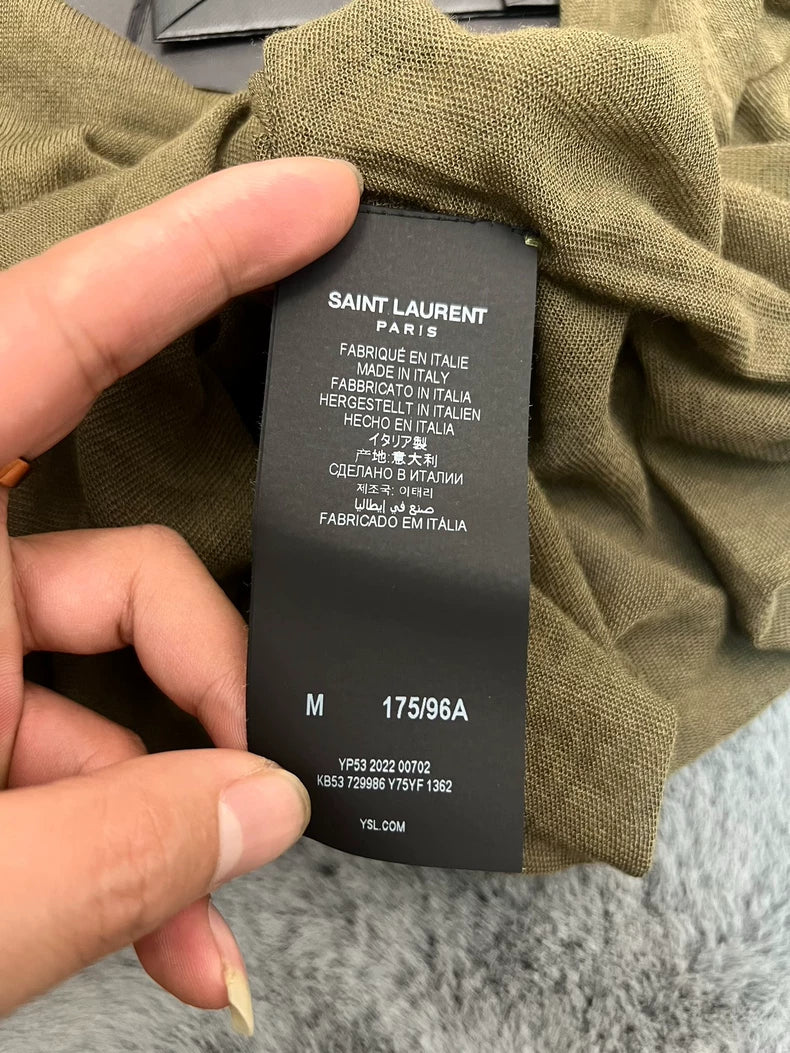 SAINT LAURENT
PARIS
FABRIQUÉ EN ITALIE
MADE IN ITALY
FABBRICATO IN ITALIA
HERGESTELLT IN ITALIEN
HECHO EN ITALIA
イタリア製
产地:意大利
СДЕЛАНО В ИТАЛИИ
제조국: 이태리
صنع في إيطاليا
FABRICADO EM ITÁLIA
M 175/96A
YP53 2022 00702
KB53 729986 Y75YF 1362
YSL.COM